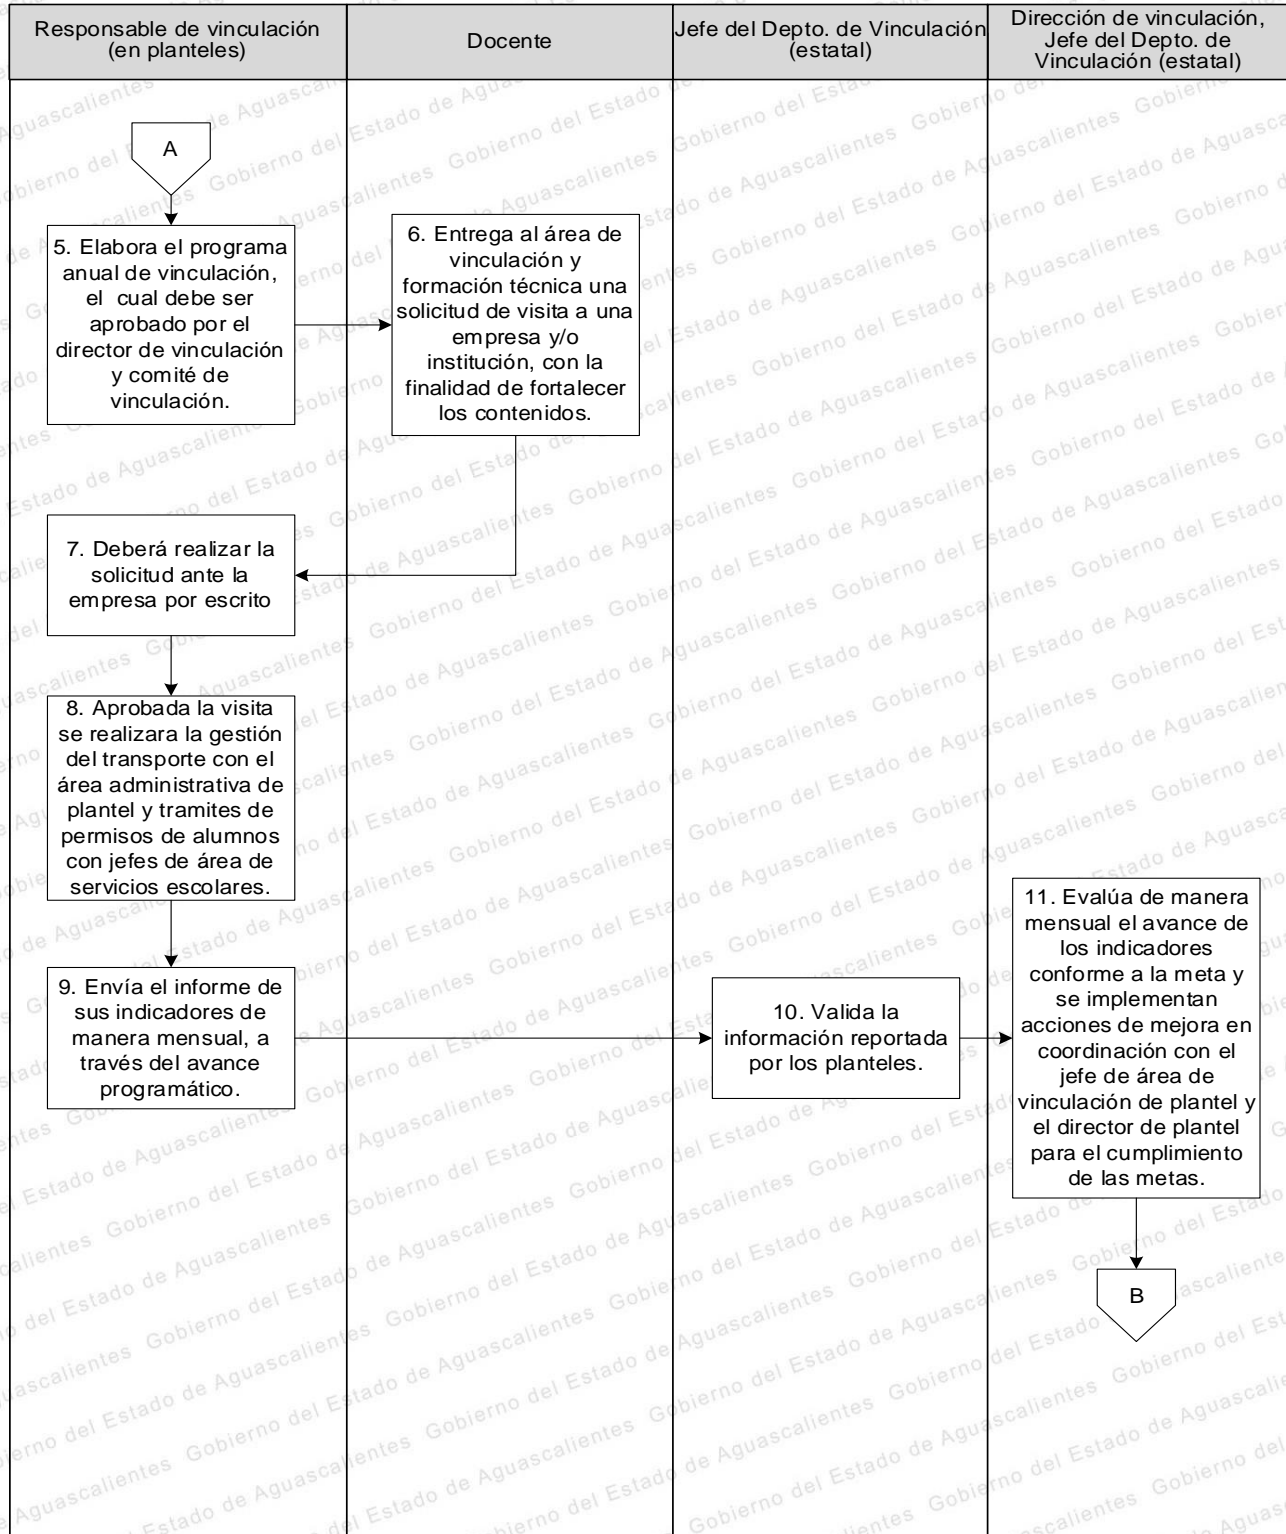 Responsable de vinculación
(en planteles)
Docente
Jefe del Depto. de Vinculación
(estatal)
Dirección de vinculación,
Jefe del Depto. de
Vinculación (estatal)
A
5. Elabora el programa
anual de vinculación,
el cual debe ser
aprobado por el
director de vinculación
y comité de
vinculación.
6. Entrega al área de
vinculación y
formación técnica una
solicitud de visita a una
empresa y/o
institución, con la
finalidad de fortalecer
los contenidos.
7. Deberá realizar la
solicitud ante la
empresa por escrito
8. Aprobada la visita
se realizara la gestión
del transporte con el
área administrativa de
plantel y tramites de
permisos de alumnos
con jefes de área de
servicios escolares.
9. Envía el informe de
sus indicadores de
manera mensual, a
través del avance
programático.
10. Valida la
información reportada
por los planteles.
11. Evalúa de manera
mensual el avance de
los indicadores
conforme a la meta y
se implementan
acciones de mejora en
coordinación con el
jefe de área de
vinculación de plantel y
el director de plantel
para el cumplimiento
de las metas.
B
Gobierno del Estado de Aguascalientes